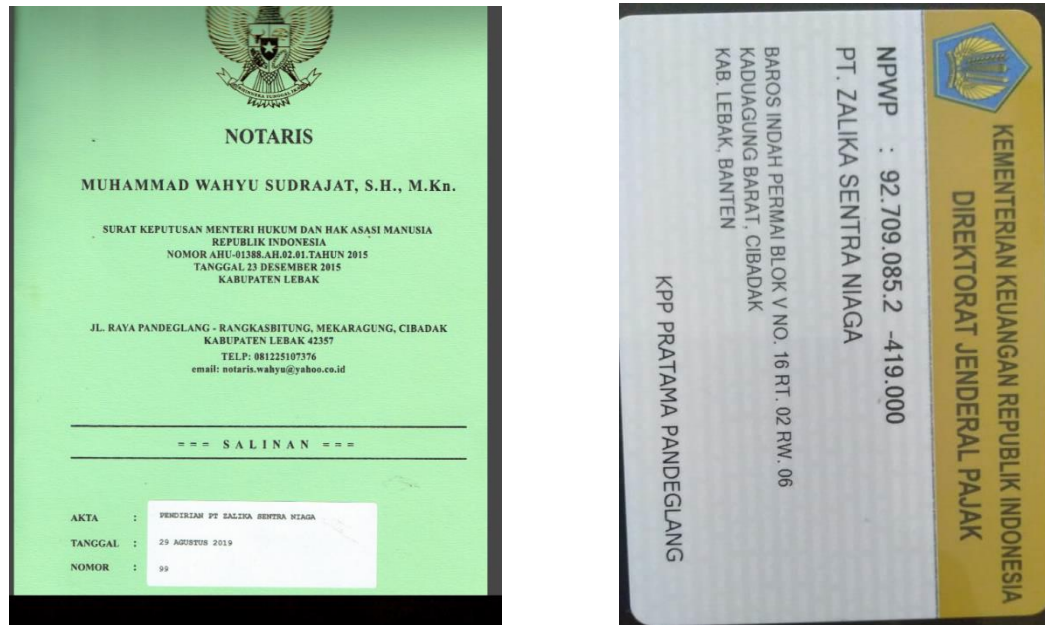 NOTARIS
MUHAMMAD WAHYU SUDRAJAT, S.H., M.Kn.
SURAT KEPUTUSAN MENTERI HUKUM DAN HAK ASASI MANUSIA
REPUBLIK INDONESIA
NOMOR AHU-01388.AH.02.01.TAHUN 2015
TANGGAL 23 DESEMBER 2015
KABUPATEN LEBAK
JL. RAYA PANDEGLANG - RANGKASBITUNG, MEKARAGUNG, CIBADAK
KABUPATEN LEBAK 42357
TELP: 081225107376
email: notaris.wahyu@yahoo.co.id
=== SALINAN ===
AKTA : PENDIRIAN PT ZALIKA SENTRA NIAGA
TANGGAL : 29 AGUSTUS 2019
NOMOR : 99
KEMENTERIAN KEUANGAN REPUBLIK INDONESIA
DIREKTORAT JENDERAL PAJAK
NPWP : 92.709.085.2 -419.000
PT. ZALIKA SENTRA NIAGA
BAROS INDAH PERMAI BLOK V NO. 16 RT. 02 RW. 06
KADUAGUNG BARAT, CIBADAK
KAB. LEBAK, BANTEN
KPP PRATAMA PANDEGLANG